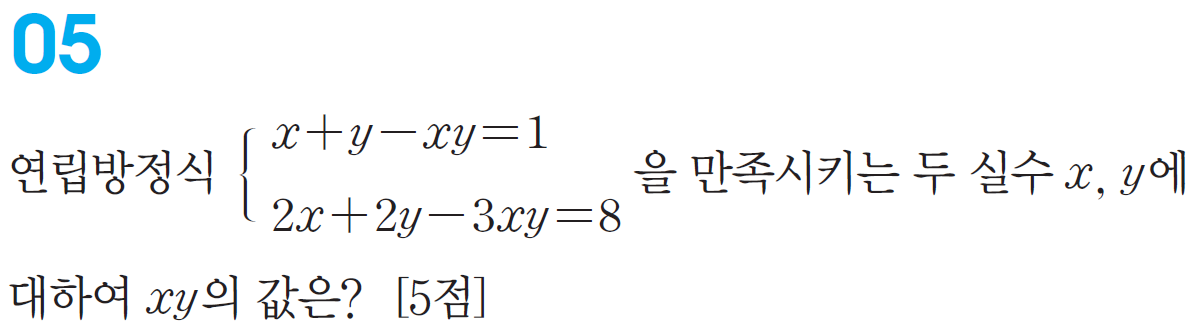 05
연립방정식 { x+y-xy=1
2x+2y-3xy=8 을 만족시키는 두 실수 x, y에
대하여 xy의 값은? [5점]